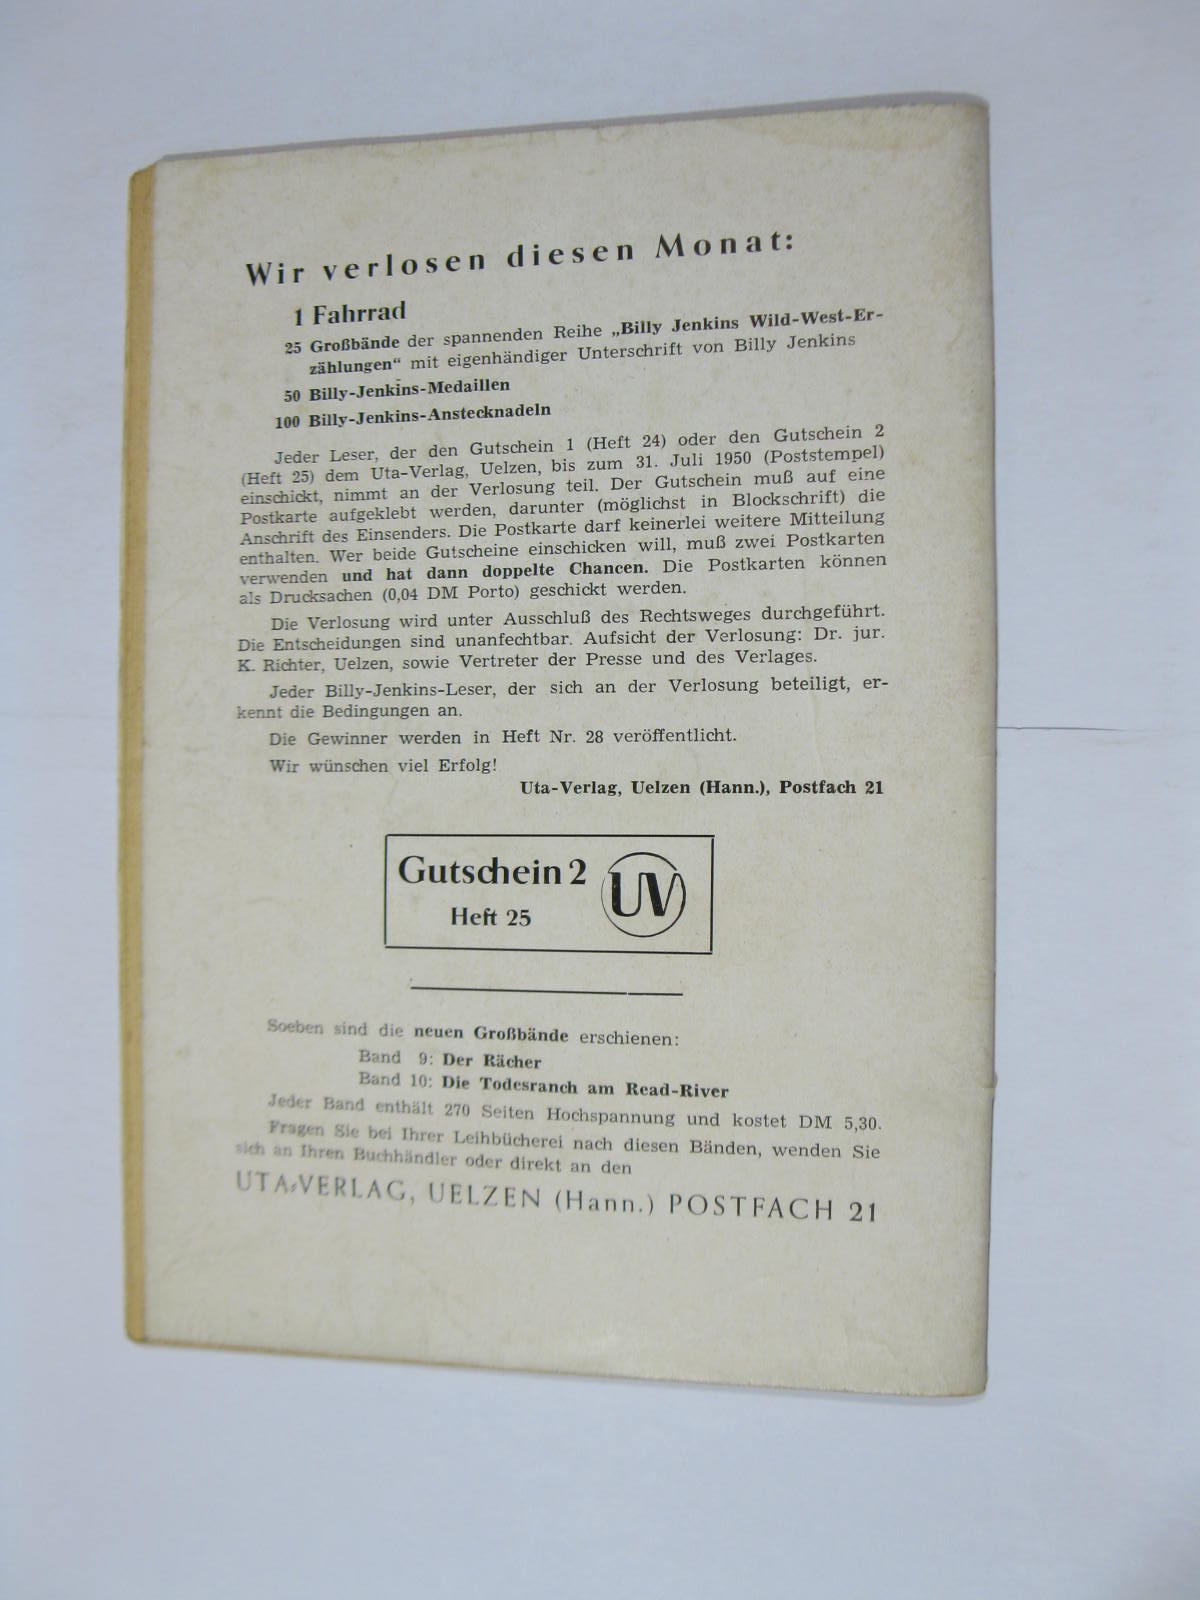 Wir verlosen diesen Monat:
1 Fahrrad
25 Großbände der spannenden Reihe „Billy Jenkins Wild-West-Er-
zählungen“ mit eigenhändiger Unterschrift von Billy Jenkins
50 Billy-Jenkins-Medaillen
100 Billy-Jenkins-Anstecknadeln
Jeder Leser, der den Gutschein 1 (Heft 24) oder den Gutschein 2
(Heft 25) dem Uta-Verlag, Uelzen, bis zum 31. Juli 1950 (Poststempel)
einschickt, nimmt an der Verlosung teil. Der Gutschein muß auf eine
Postkarte aufgeklebt werden, darunter (möglichst in Blockschrift) die
Anschrift des Einsenders. Die Postkarte darf keinerlei weitere Mitteilung
enthalten. Wer beide Gutscheine einschicken will, muß zwei Postkarten
verwenden und hat dann doppelte Chancen. Die Postkarten können
als Drucksachen (0,04 DM Porto) geschickt werden.
Die Verlosung wird unter Ausschluß des Rechtsweges durchgeführt.
Die Entscheidungen sind unanfechtbar. Aufsicht der Verlosung: Dr. jur.
K. Richter, Uelzen, sowie Vertreter der Presse und des Verlages.
Jeder Billy-Jenkins-Leser, der sich an der Verlosung beteiligt, er-
kennt die Bedingungen an.
Die Gewinner werden in Heft Nr. 28 veröffentlicht.
Wir wünschen viel Erfolg!
Uta-Verlag, Uelzen (Hann.), Postfach 21
Gutschein 2
Heft 25
UV
Soeben sind die neuen Großbände erschienen:
Band 9: Der Rächer
Band 10: Die Todesranch am Read-River
Jeder Band enthält 270 Seiten Hochspannung und kostet DM 5,30.
Fragen Sie bei Ihrer Leihbücherei nach diesen Bänden, wenden Sie
sich an Ihren Buchhändler oder direkt an den
UTA-VERLAG, UELZEN (Hann.) POSTFACH 21